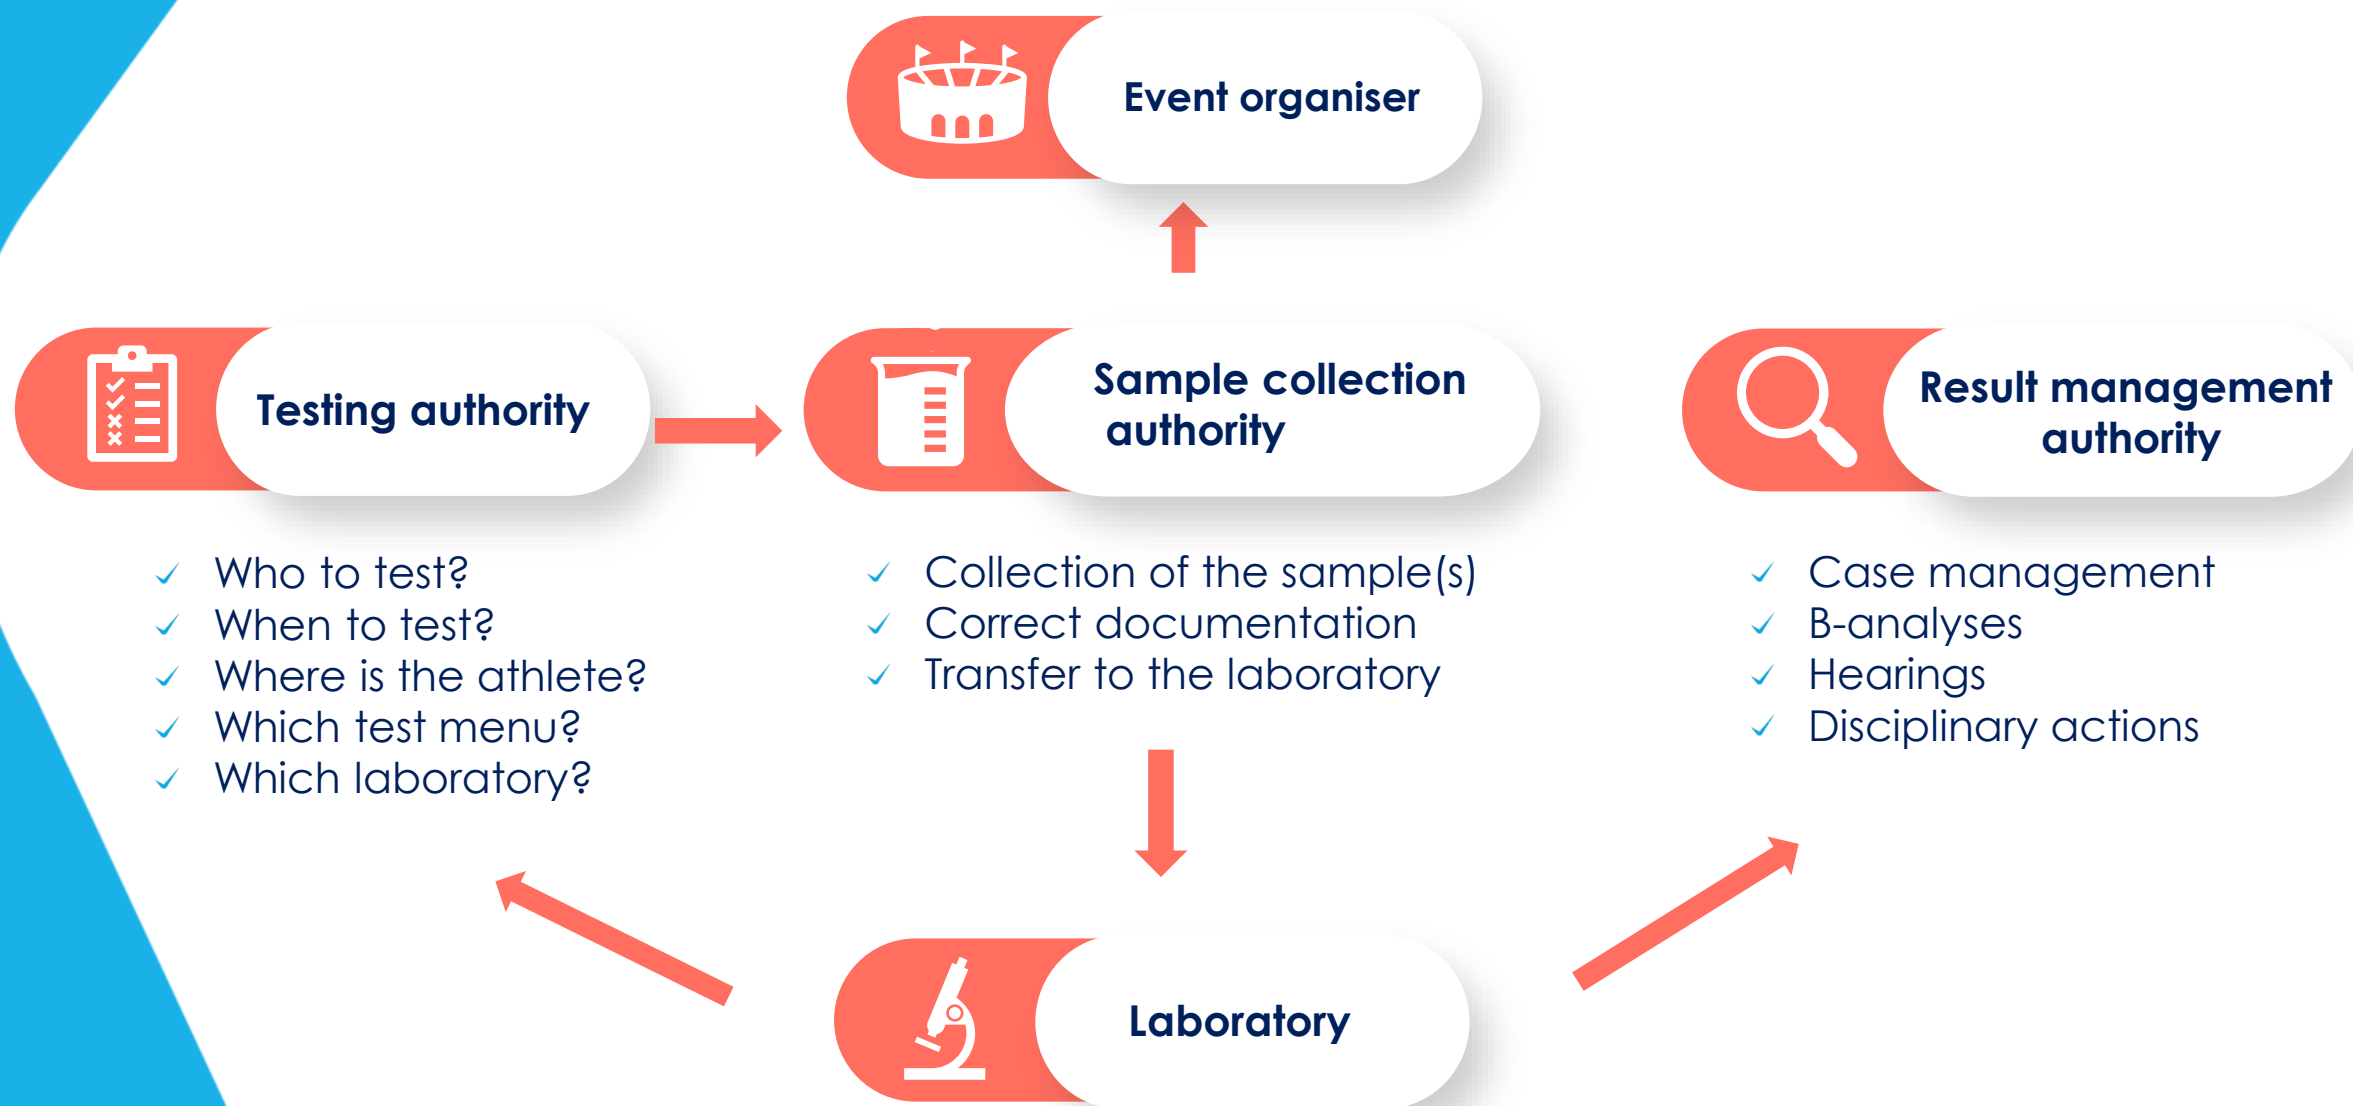 Event organiser
Testing authority
Who to test?
When to test?
Where is the athlete?
Which test menu?
Which laboratory?
Sample collection
authority
Collection of the sample(s)
Correct documentation
Transfer to the laboratory
Result management
authority
Case management
B-analyses
Hearings
Disciplinary actions
Laboratory